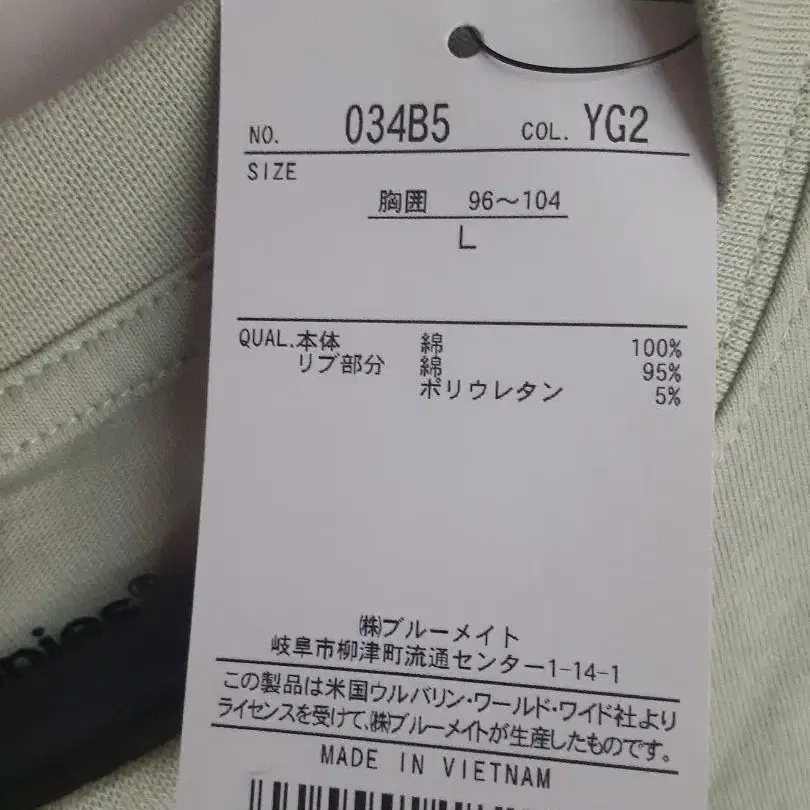 NO. 034B5 COL. YG2
SIZE
胸囲 96～104
L
QUAL.本体 綿 100%
リブ部分 綿 95%
ポリウレタン 5%
㈱ブルーメイト
岐阜市柳津町流通センター1-14-1
この製品は米国ウルバリン・ワールド・ワイド社より
ライセンスを受けて、㈱ブルーメイトが生産したものです。
MADE IN VIETNAM